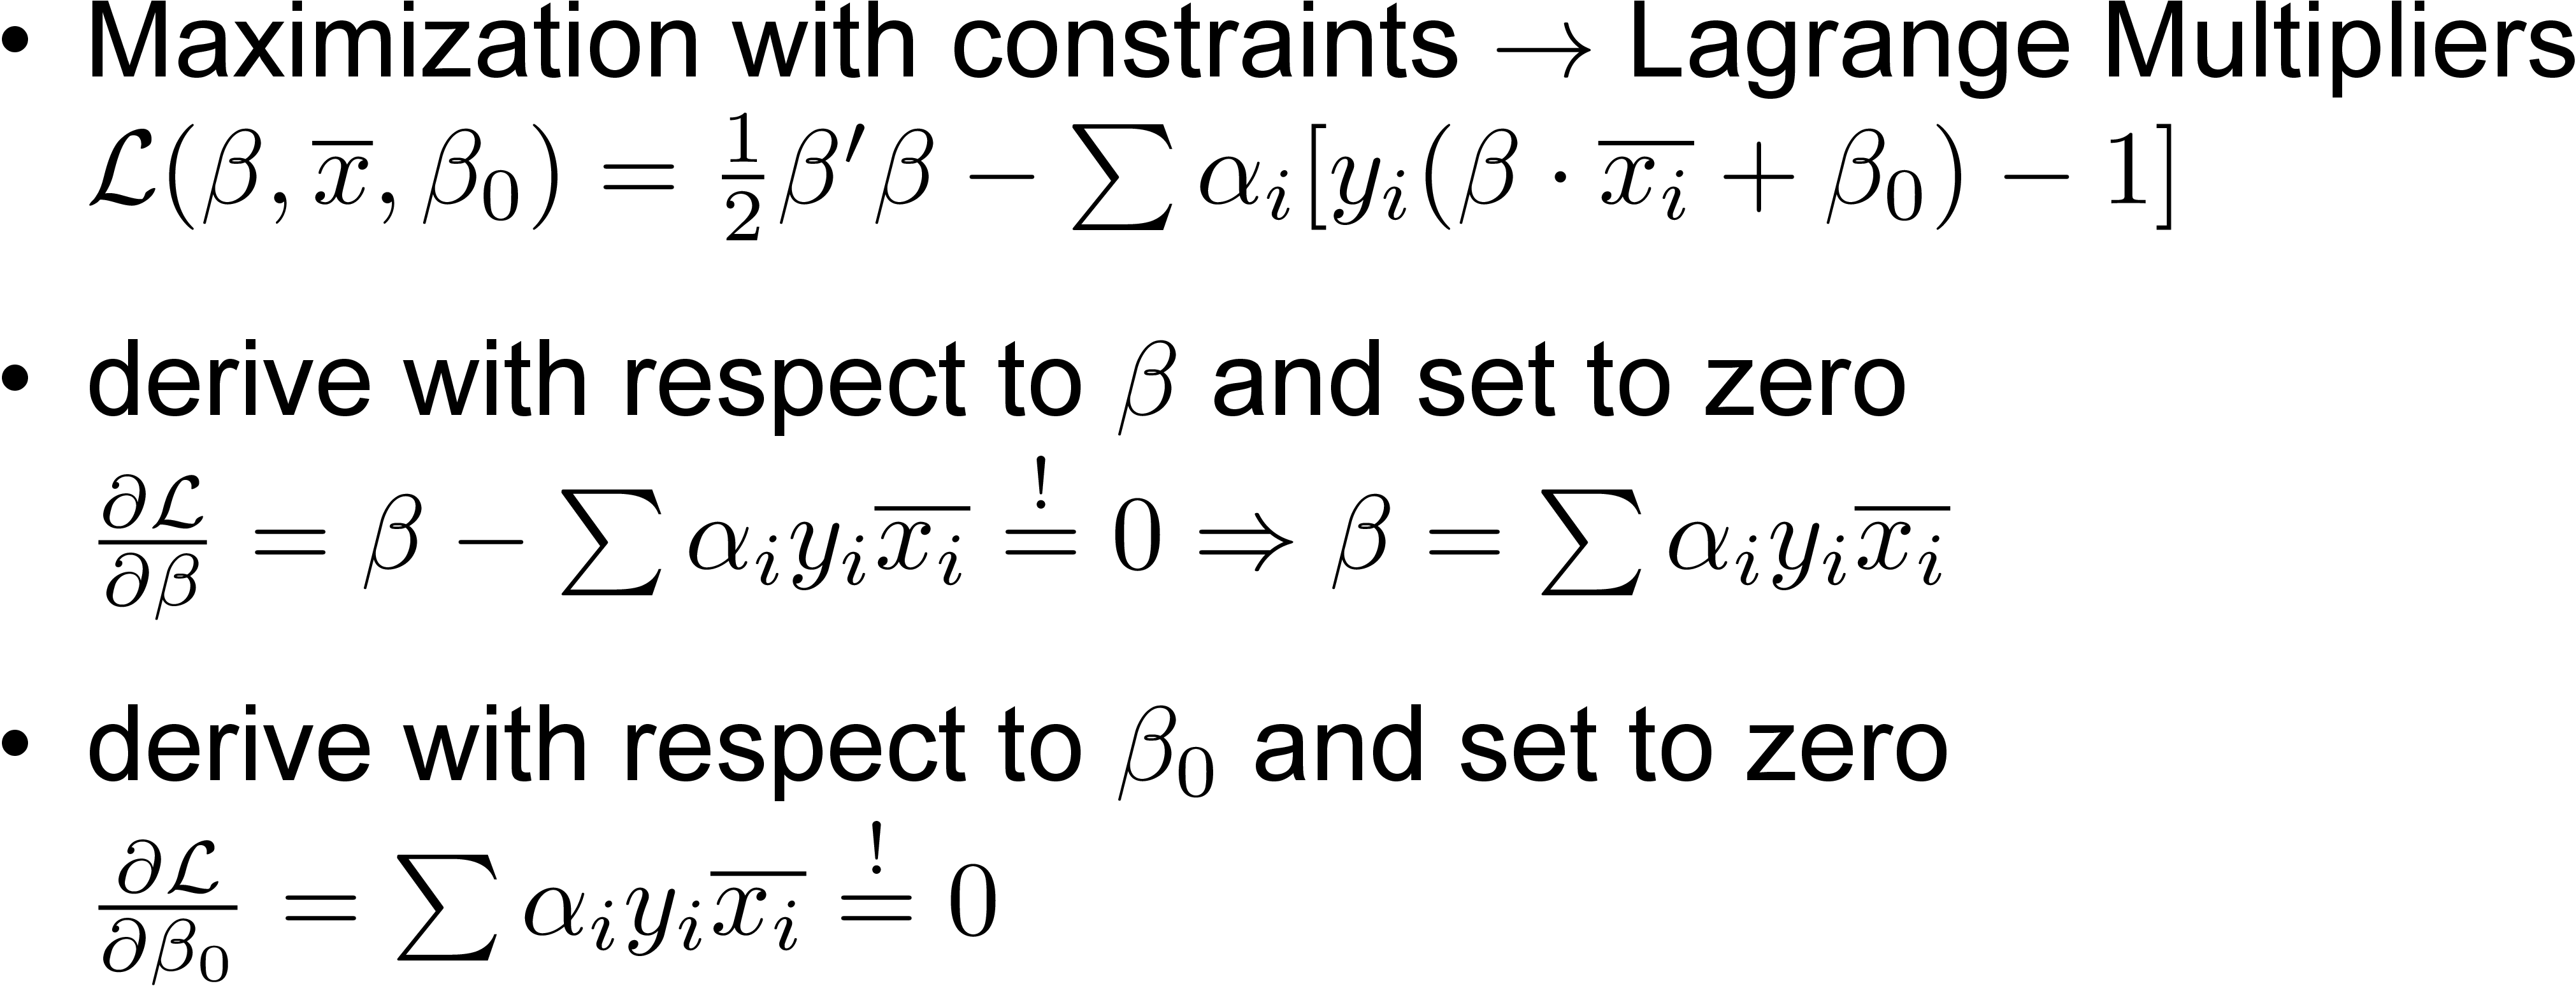 • Maximization with constraints → Lagrange Multipliers
ℒ(β, x̅, β₀) = ½β′β − ∑ αᵢ[yᵢ(β · x̅ᵢ + β₀) − 1]
• derive with respect to β and set to zero
∂ℒ/∂β = β − ∑ αᵢyᵢx̅ᵢ =! 0 ⇒ β = ∑ αᵢyᵢx̅ᵢ
• derive with respect to β₀ and set to zero
∂ℒ/∂β₀ = ∑ αᵢyᵢx̅ᵢ =! 0